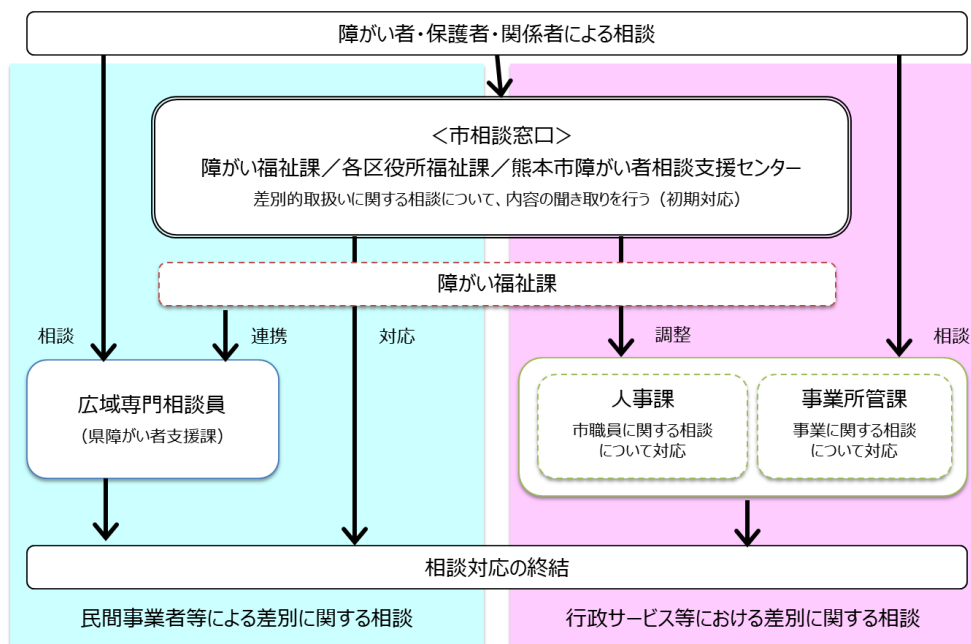 障がい者・保護者・関係者による相談
＜市相談窓口＞
障がい福祉課／各区役所福祉課／熊本市障がい者相談支援センター
差別的取扱いに関する相談について、内容の聞き取りを行う（初期対応）
障がい福祉課
相談
連携
対応
調整
相談
広域専門相談員
（県障がい者支援課）
人事課
市職員に関する相談
について対応
事業所管課
事業に関する相談
について対応
相談対応の終結
民間事業者等による差別に関する相談
行政サービス等における差別に関する相談